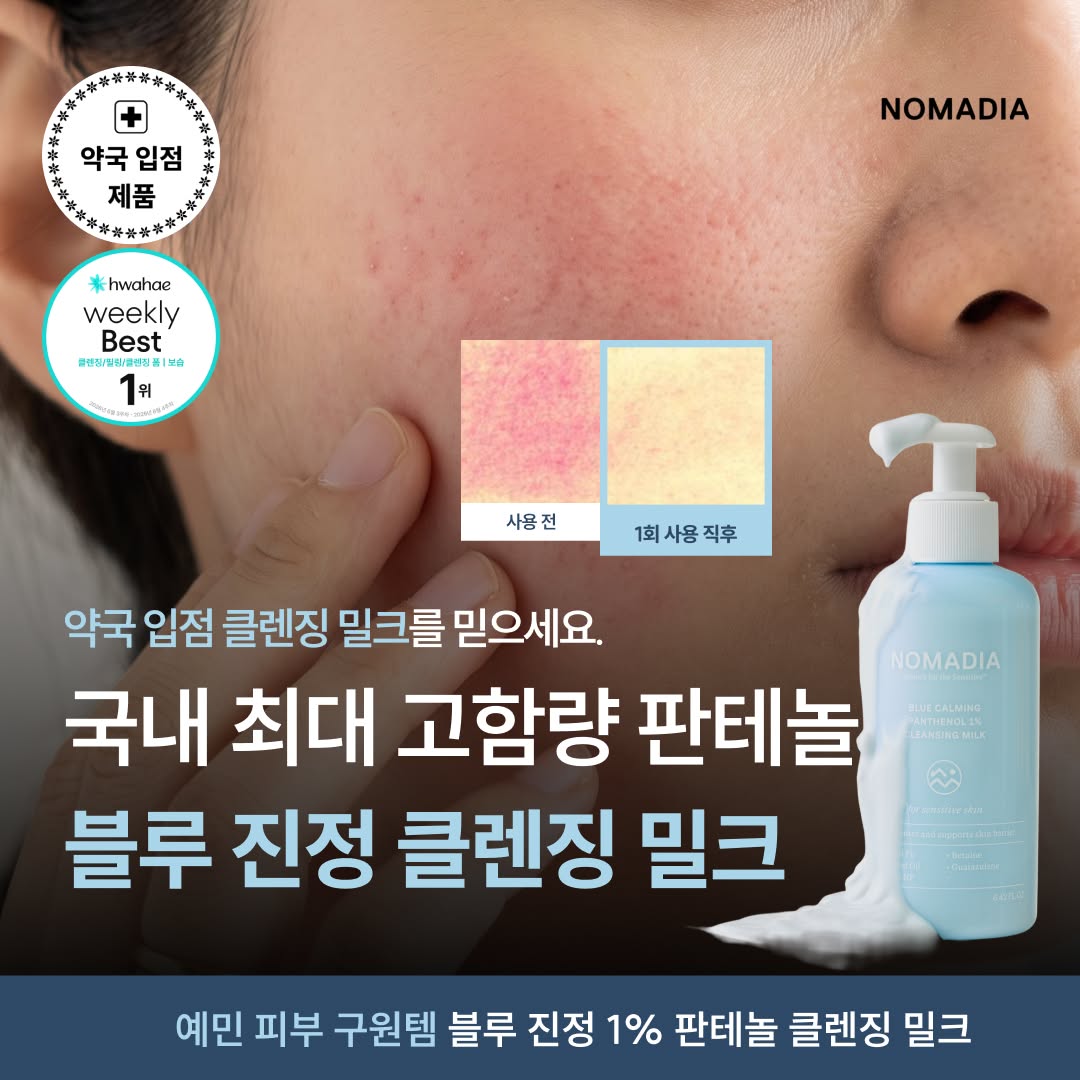 약국 입점
제품
NOMADIA
hwahae
weekly
Best
클렌징/필링/클렌징 폼 | 보습
1위
사용 전
1회 사용 직후
약국 입점 클렌징 밀크를 믿으세요.
국내 최대 고함량 판테놀
블루 진정 클렌징 밀크
NOMADIA
BLUE CALMING
PANTHENOL 1%
CLEANSING MILK
for sensitive skin
and supports skin barrier
• Betaine
• Guaiazulene
예민 피부 구원템 블루 진정 1% 판테놀 클렌징 밀크